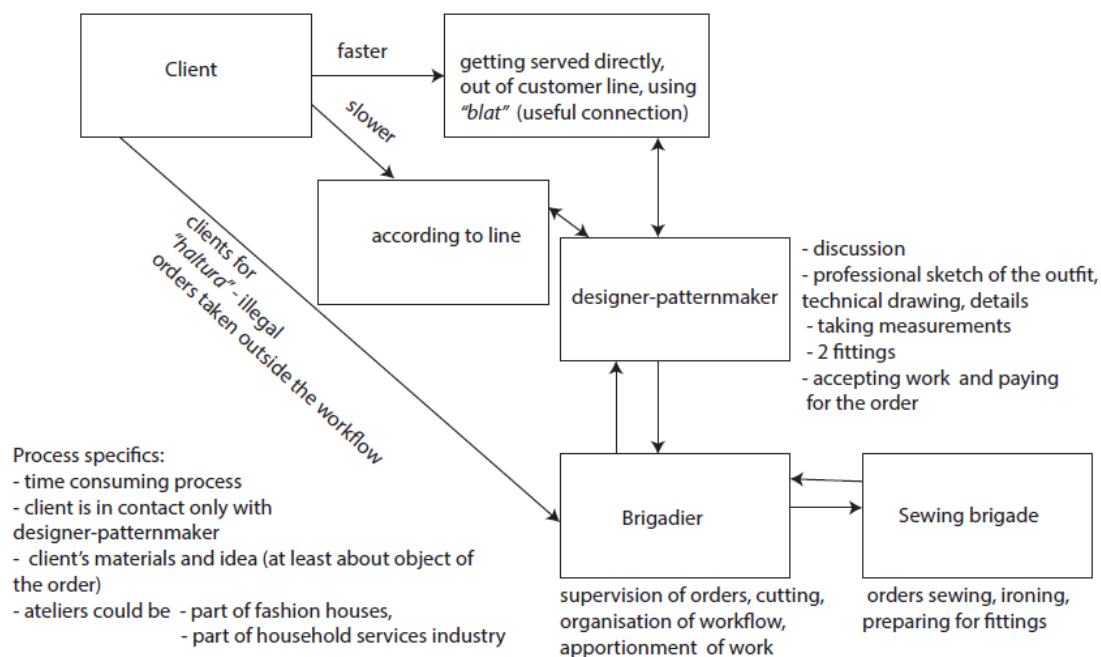 Client
faster
getting served directly,
out of customer line, using
“blat” (useful connection)
slower
according to line
clients for
“haltura” - illegal
orders taken outside the workflow
designer-patternmaker
- discussion
- professional sketch of the outfit,
technical drawing, details
- taking measurements
- 2 fittings
- accepting work and paying
for the order
Process specifics:
- time consuming process
- client is in contact only with
designer-patternmaker
- client’s materials and idea (at least about object of
the order)
- ateliers could be - part of fashion houses,
- part of household services industry
Brigadier
supervision of orders, cutting,
organisation of workflow,
apportionment of work
Sewing brigade
orders sewing, ironing,
preparing for fittings